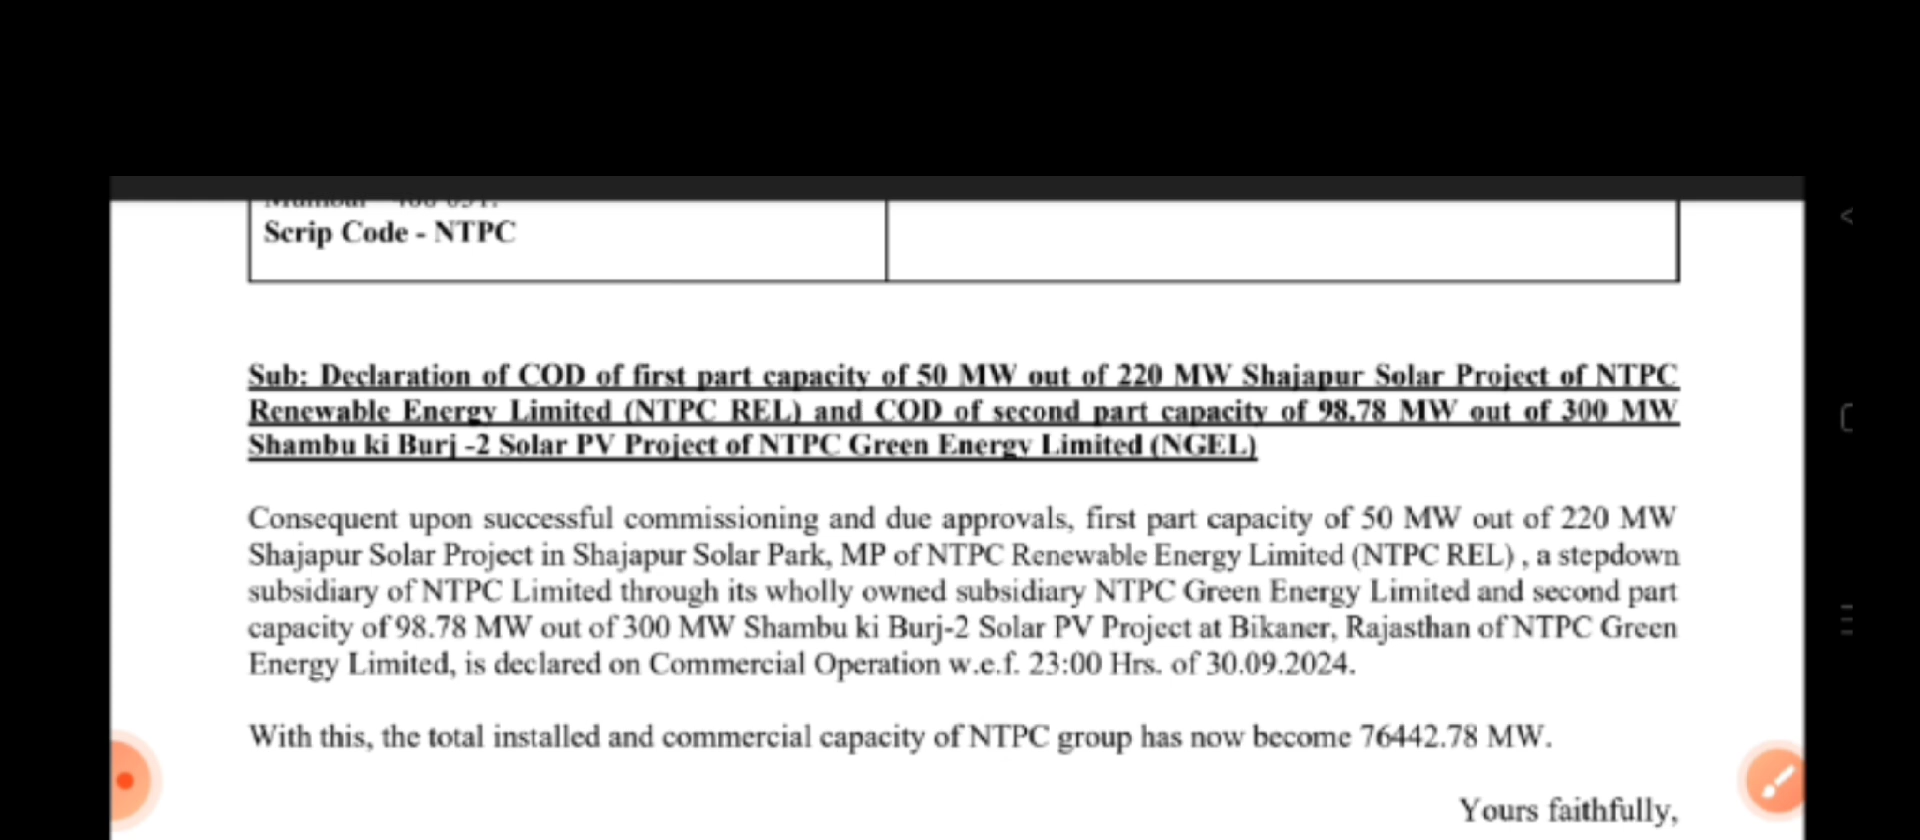 Scrip Code - NTPC
Sub: Declaration of COD of first part capacity of 50 MW out of 220 MW Shajapur Solar Project of NTPC
Renewable Energy Limited (NTPC REL) and COD of second part capacity of 98.78 MW out of 300 MW
Shambu ki Burj -2 Solar PV Project of NTPC Green Energy Limited (NGEL)
Consequent upon successful commissioning and due approvals, first part capacity of 50 MW out of 220 MW
Shajapur Solar Project in Shajapur Solar Park, MP of NTPC Renewable Energy Limited (NTPC REL) , a stepdown
subsidiary of NTPC Limited through its wholly owned subsidiary NTPC Green Energy Limited and second part
capacity of 98.78 MW out of 300 MW Shambu ki Burj-2 Solar PV Project at Bikaner, Rajasthan of NTPC Green
Energy Limited, is declared on Commercial Operation w.e.f. 23:00 Hrs. of 30.09.2024.
With this, the total installed and commercial capacity of NTPC group has now become 76442.78 MW.
Yours faithfully,